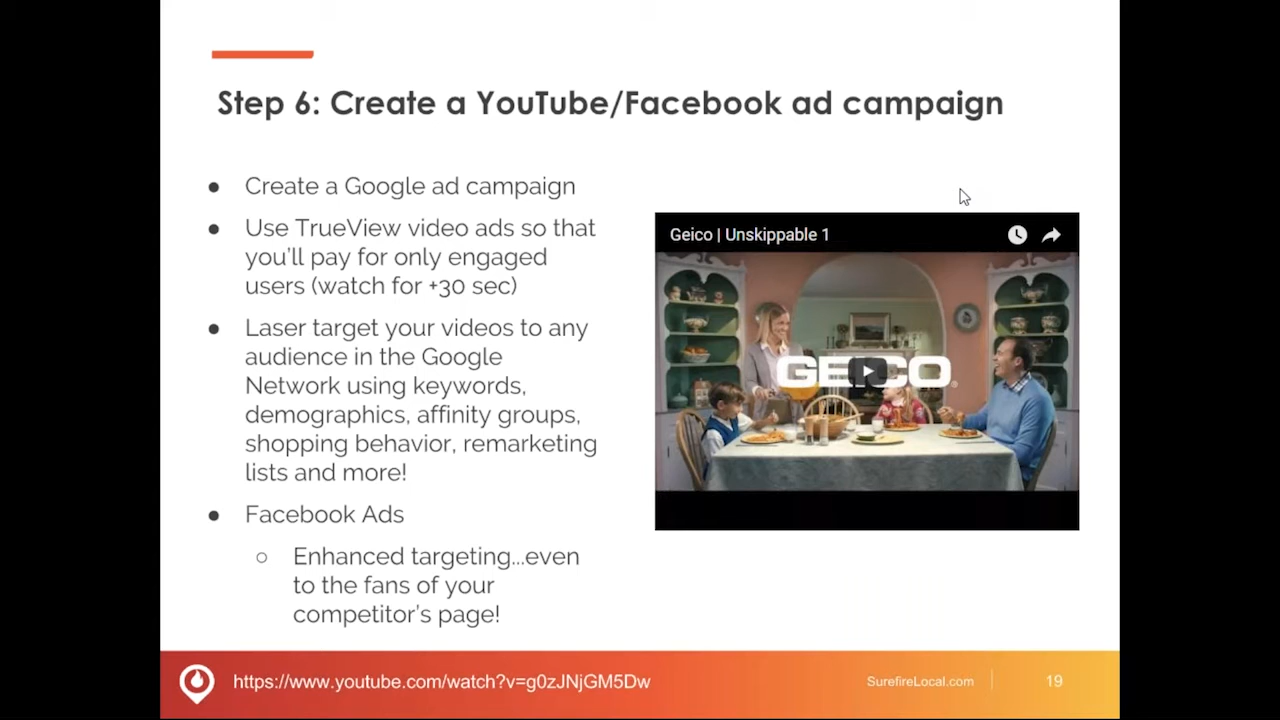 Step 6: Create a YouTube/Facebook ad campaign
● Create a Google ad campaign
● Use TrueView video ads so that
you'll pay for only engaged
users (watch for +30 sec)
● Laser target your videos to any
audience in the Google
Network using keywords,
demographics, affinity groups,
shopping behavior, remarketing
lists and more!
● Facebook Ads
○ Enhanced targeting...even
to the fans of your
competitor's page!
Geico | Unskippable 1
GEICO®
https://www.youtube.com/watch?v=g0zJNjGM5Dw
SurefireLocal.com
19